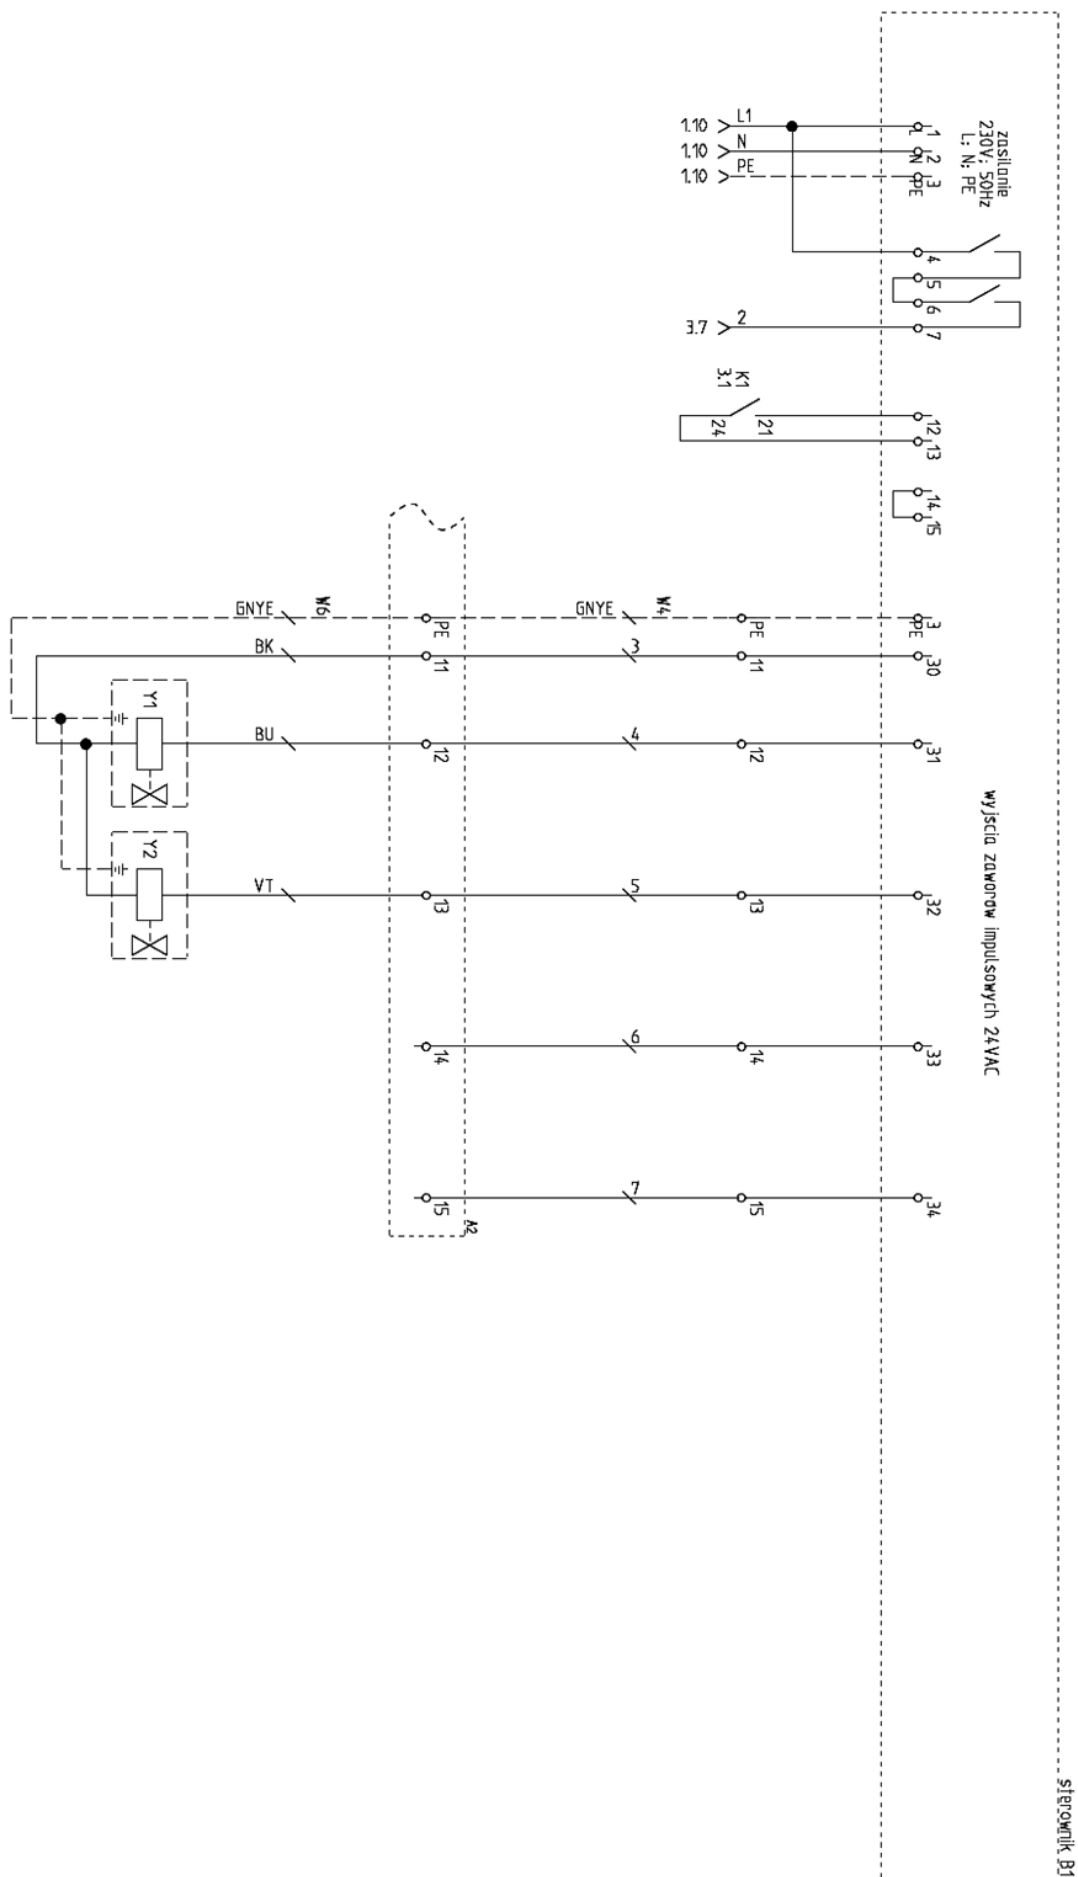 sterownik B1
zasilanie
230V; 50Hz
L; N; PE
wyjscia zaworów impulsowych 24VAC
1 L
2 N
3 PE
4
5
6
7
12
13
14
15
3 PE
30
31
32
33
34
L1
1.10
N
1.10
PE
1.10
2
3.7
K1
3.1
21
24
PE
11
12
13
14
15
W4
GNYE
3
4
5
6
7
A2
PE
11
12
13
14
15
W6
GNYE
BK
BU
VT
Y1
Y2